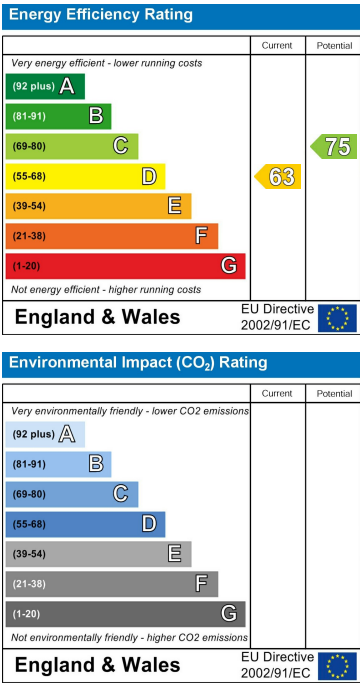 Energy Efficiency Rating
Current Potential
Very energy efficient - lower running costs
(92 plus) A
(81-91) B
(69-80) C
75
(55-68) D
63
(39-54) E
(21-38) F
(1-20) G
Not energy efficient - higher running costs
England & Wales
EU Directive
2002/91/EC
Environmental Impact (CO₂) Rating
Current Potential
Very environmentally friendly - lower CO2 emissions
(92 plus) A
(81-91) B
(69-80) C
(55-68) D
(39-54) E
(21-38) F
(1-20) G
Not environmentally friendly - higher CO2 emissions
England & Wales
EU Directive
2002/91/EC